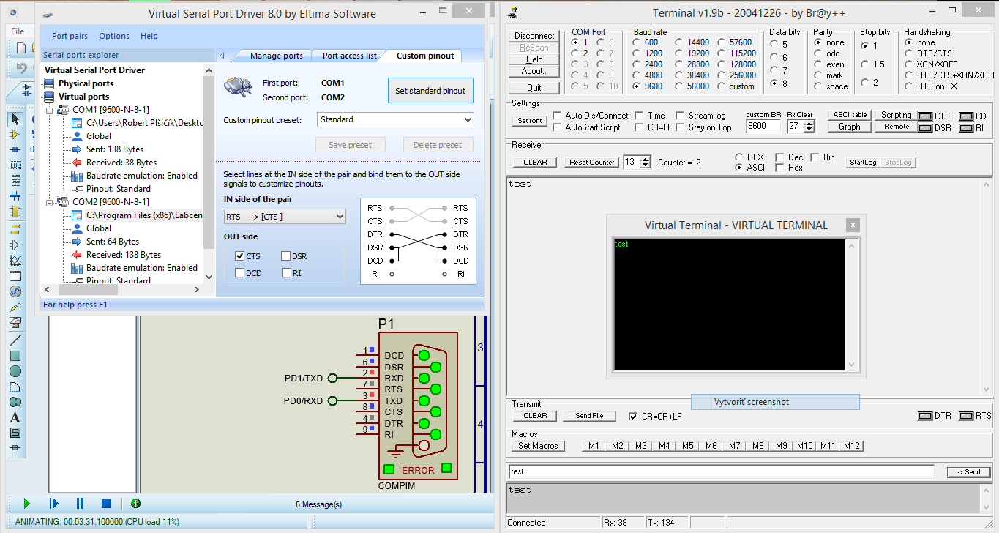 Virtual Serial Port Driver 8.0 by Eltima Software
File
Port pairs Options Help
Serial ports explorer
Virtual Serial Port Driver
Physical ports
Virtual ports
COM1 [9600-N-8-1]
C:\Users\Robert Plšičík\Deskto
Global
Sent: 138 Bytes
Received: 38 Bytes
Baudrate emulation: Enabled
Pinout: Standard
COM2 [9600-N-8-1]
C:\Program Files (x86)\Labcen
Global
Sent: 64 Bytes
Received: 138 Bytes
Baudrate emulation: Enabled
Pinout: Standard
For help press F1
Manage ports Port access list Custom pinout
First port: COM1
Second port: COM2
Set standard pinout
Custom pinout preset: Standard
Save preset Delete preset
Select lines at the IN side of the pair and bind them to the OUT side
signals to customize pinouts.
IN side of the pair
RTS --> [CTS ]
OUT side
CTS DSR
DCD RI
RTS RTS
CTS CTS
DTR DTR
DSR DSR
DCD DCD
RI RI
LBL
A
S
P1
1 DCD
6 DSR
PD1/TXD 2 RXD
7 RTS
PD0/RXD 3 TXD
8 CTS
4 DTR
9 RI
ERROR
COMPIM
3
4
6 Message(s)
ANIMATING: 00:03:31.100000 (CPU load 11%)
Terminal v1.9b - 20041226 - by Br@y++
Disconnect
ReScan
Help
About..
Quit
COM Port
1 6
2 7
3 8
4 9
5 10
Baud rate
600 14400 57600
1200 19200 115200
2400 28800 128000
4800 38400 256000
9600 56000 custom
Data bits
5
6
7
8
Parity
none
odd
even
mark
space
Stop bits
1
1.5
2
Handshaking
none
RTS/CTS
XON/XOFF
RTS/CTS+XON/XOF
RTS on TX
Settings
Set font
Auto Dis/Connect Time Stream log
AutoStart Script CR=LF Stay on Top
custom BR Rx Clear
9600 27
ASCII table Scripting CTS CD
Graph Remote DSR RI
Receive
CLEAR Reset Counter 13 Counter = 2
HEX Dec Bin
ASCII Hex
StartLog StopLog
test
Virtual Terminal - VIRTUAL TERMINAL
test
Vytvoriť screenshot
Transmit
CLEAR Send File CR=CR+LF DTR RTS
Macros
Set Macros M1 M2 M3 M4 M5 M6 M7 M8 M9 M10 M11 M12
test -> Send
test
Connected Rx: 38 Tx: 134